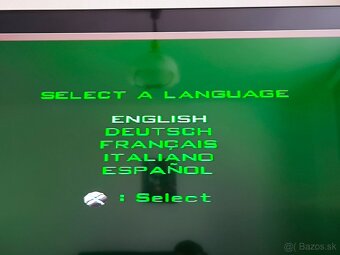 SELECT A LANGUAGE
ENGLISH
DEUTSCH
FRANÇAIS
ITALIANO
ESPAÑOL
: Select
@ Bazos.sk